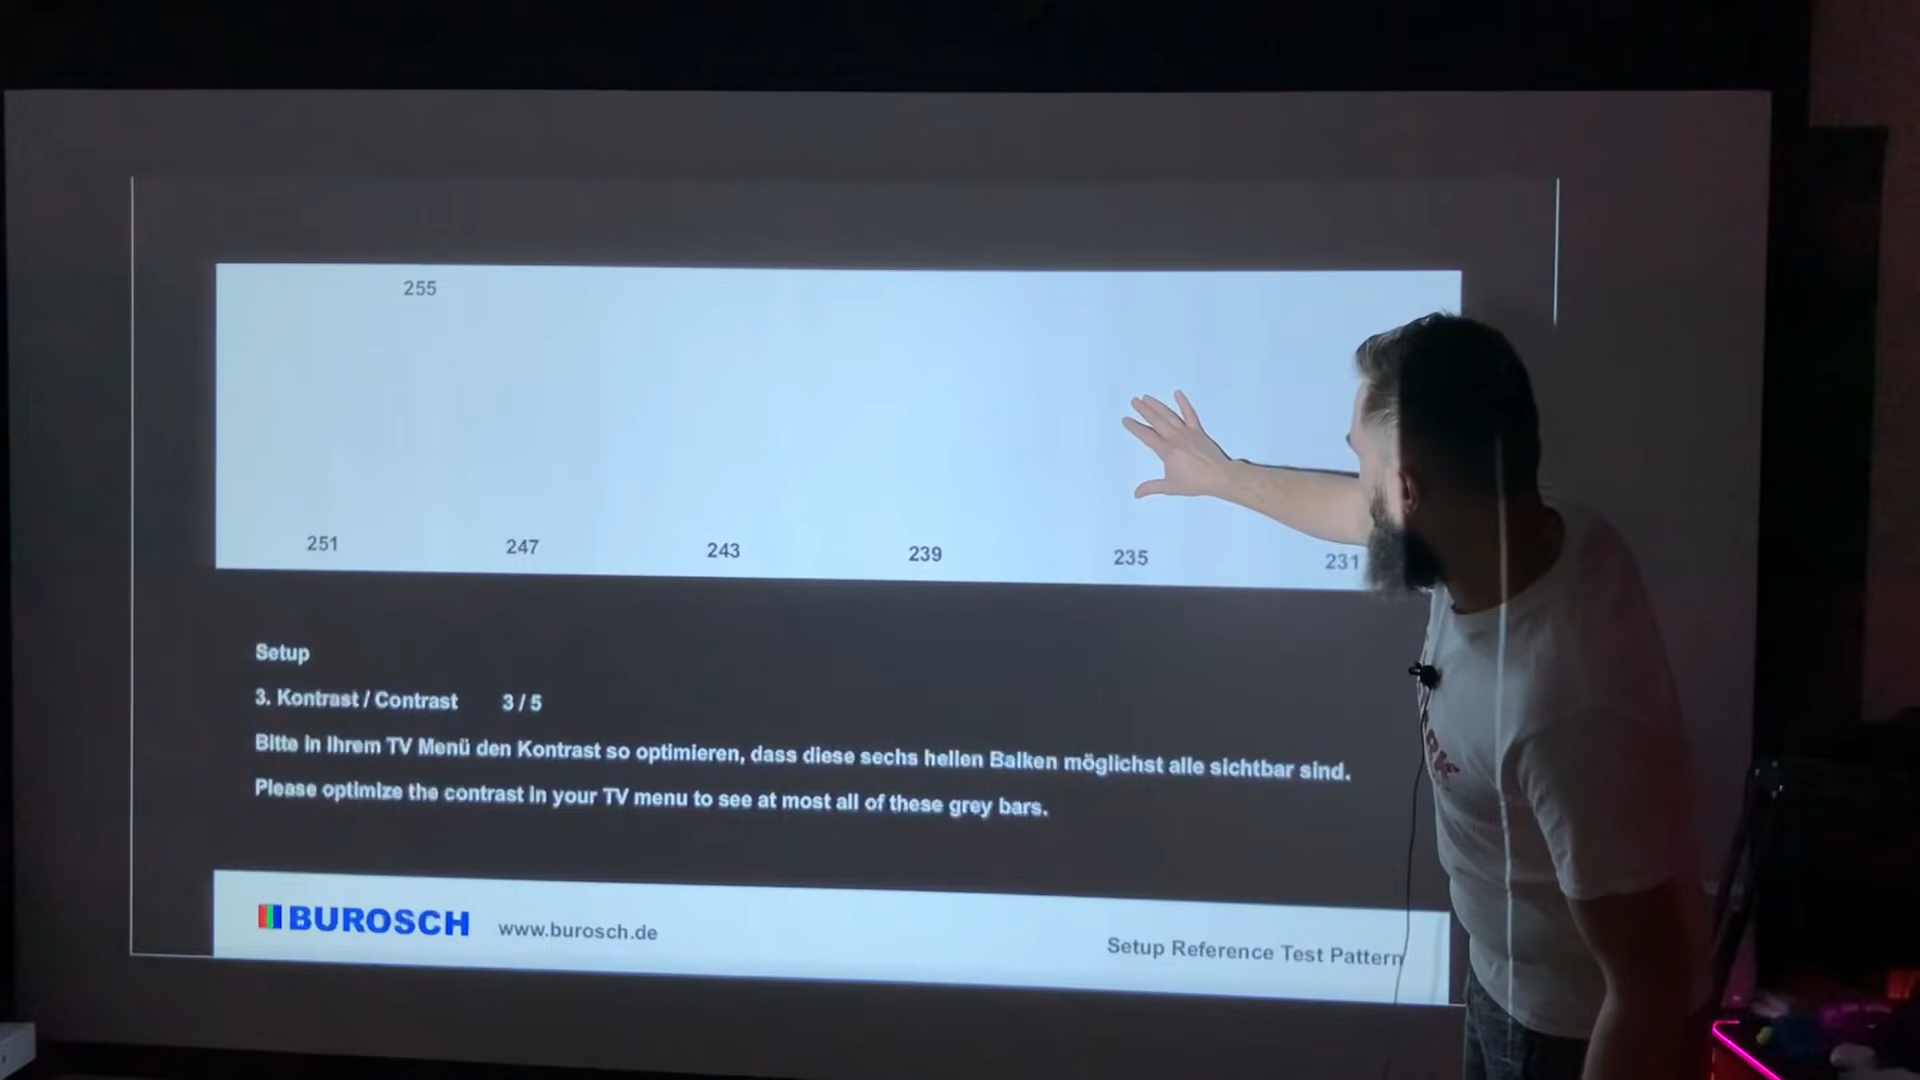 255
251 247 243 239 235 231
Setup
3. Kontrast / Contrast 3 / 5
Bitte in Ihrem TV Menü den Kontrast so optimieren, dass diese sechs hellen Balken möglichst alle sichtbar sind.
Please optimize the contrast in your TV menu to see at most all of these grey bars.
BUROSCH www.burosch.de Setup Reference Test Pattern